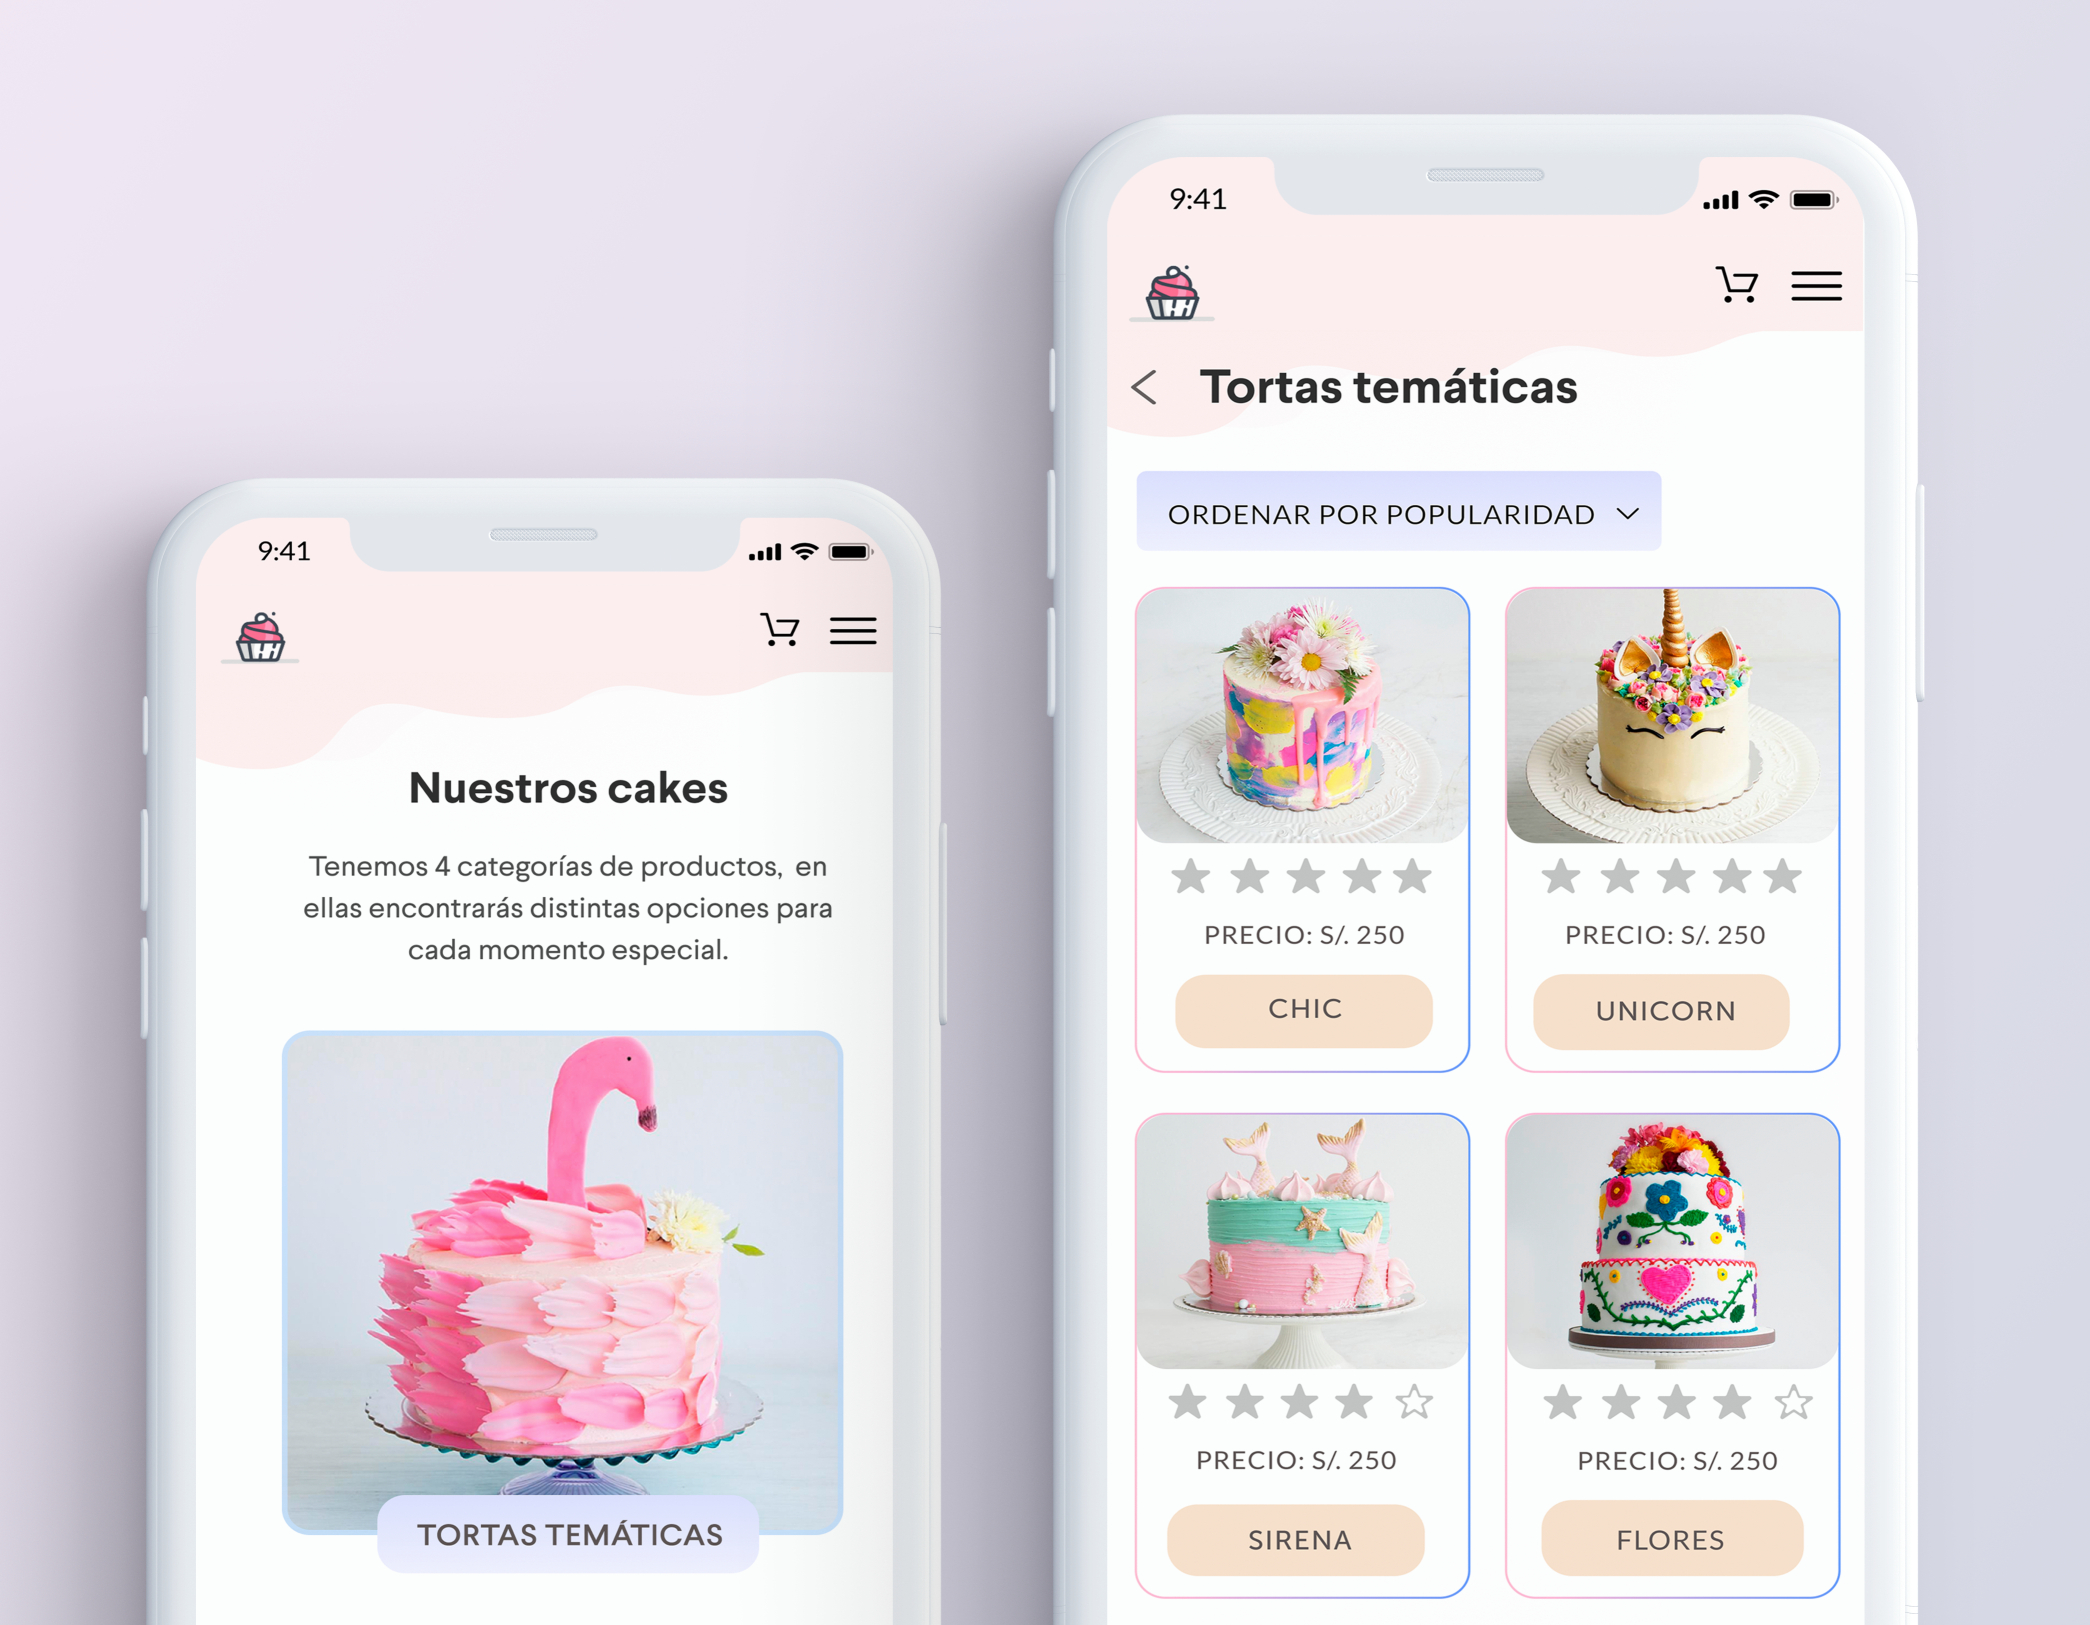 9:41
Nuestros cakes
Tenemos 4 categorías de productos, en
ellas encontrarás distintas opciones para
cada momento especial.
TORTAS TEMÁTICAS
9:41
Tortas temáticas
ORDENAR POR POPULARIDAD
PRECIO: S/. 250
CHIC
PRECIO: S/. 250
UNICORN
PRECIO: S/. 250
SIRENA
PRECIO: S/. 250
FLORES